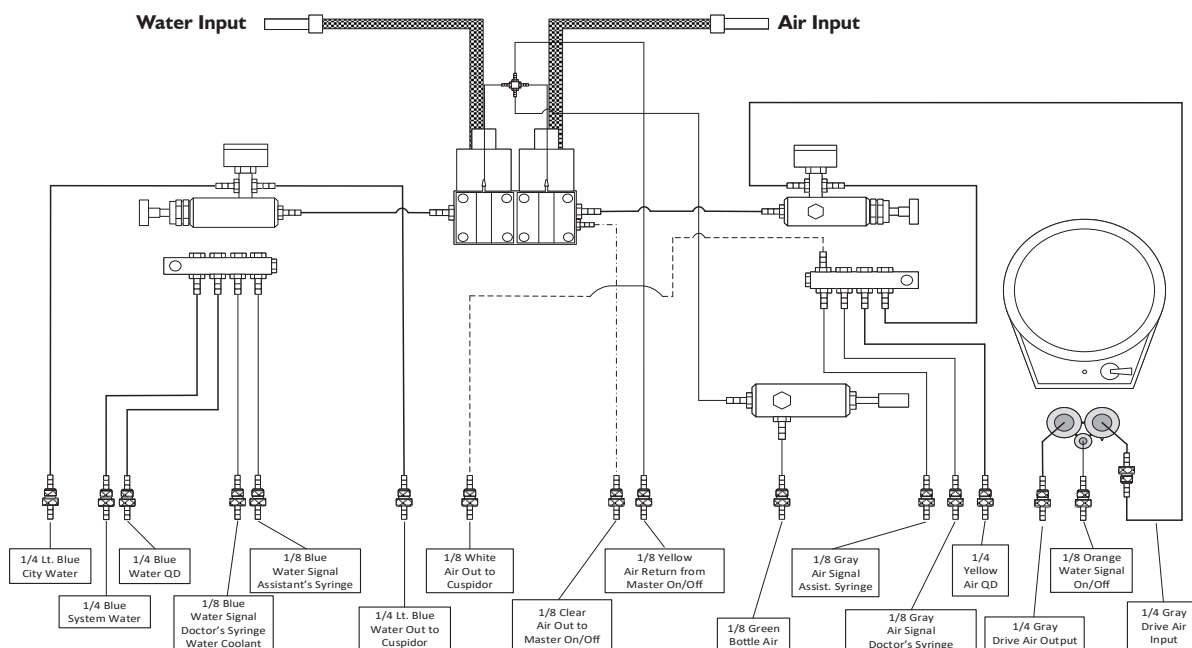 Water Input
Air Input
1/4 Lt. Blue
City Water
1/4 Blue
System Water
1/4 Blue
Water QD
1/8 Blue
Water Signal
Doctor's Syringe
Water Coolant
1/8 Blue
Water Signal
Assistant's Syringe
1/4 Lt. Blue
Water Out to
Cuspidor
1/8 White
Air Out to
Cuspidor
1/8 Clear
Air Out to
Master On/Off
1/8 Yellow
Air Return from
Master On/Off
1/8 Green
Bottle Air
1/8 Gray
Air Signal
Assist. Syringe
1/8 Gray
Air Signal
Doctor's Syringe
1/4
Yellow
Air QD
1/4 Gray
Drive Air Output
1/8 Orange
Water Signal
On/Off
1/4 Gray
Drive Air
Input